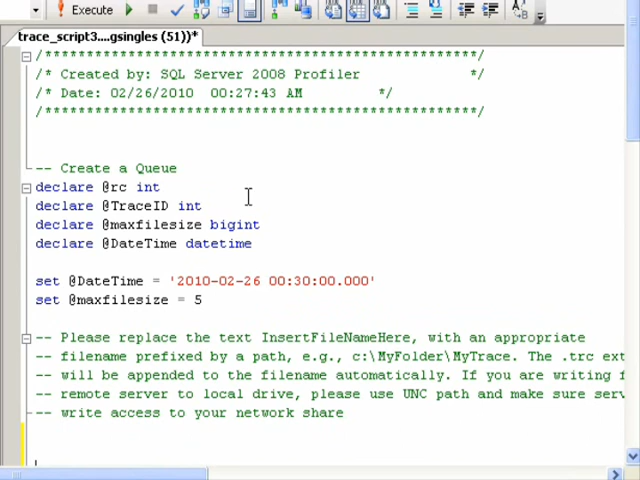 Execute
trace_script3....gsingles (51))*
/****************************************************/
/* Created by: SQL Server 2008 Profiler             */
/* Date: 02/26/2010  00:27:43 AM         */
/****************************************************/
-- Create a Queue
declare @rc int
declare @TraceID int
declare @maxfilesize bigint
declare @DateTime datetime
set @DateTime = '2010-02-26 00:30:00.000'
set @maxfilesize = 5
-- Please replace the text InsertFileNameHere, with an appropriate
-- filename prefixed by a path, e.g., c:\MyFolder\MyTrace. The .trc ext
-- will be appended to the filename automatically. If you are writing f
-- remote server to local drive, please use UNC path and make sure serv
-- write access to your network share